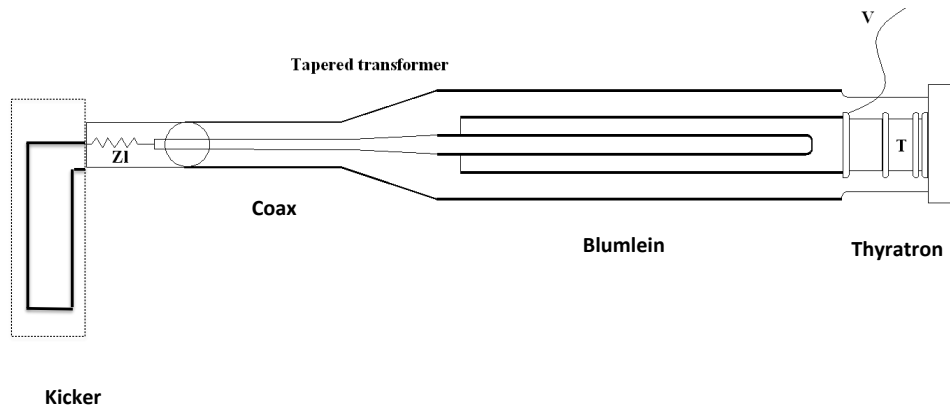 V
Tapered transformer
Zl
T
Coax
Blumlein
Thyratron
Kicker